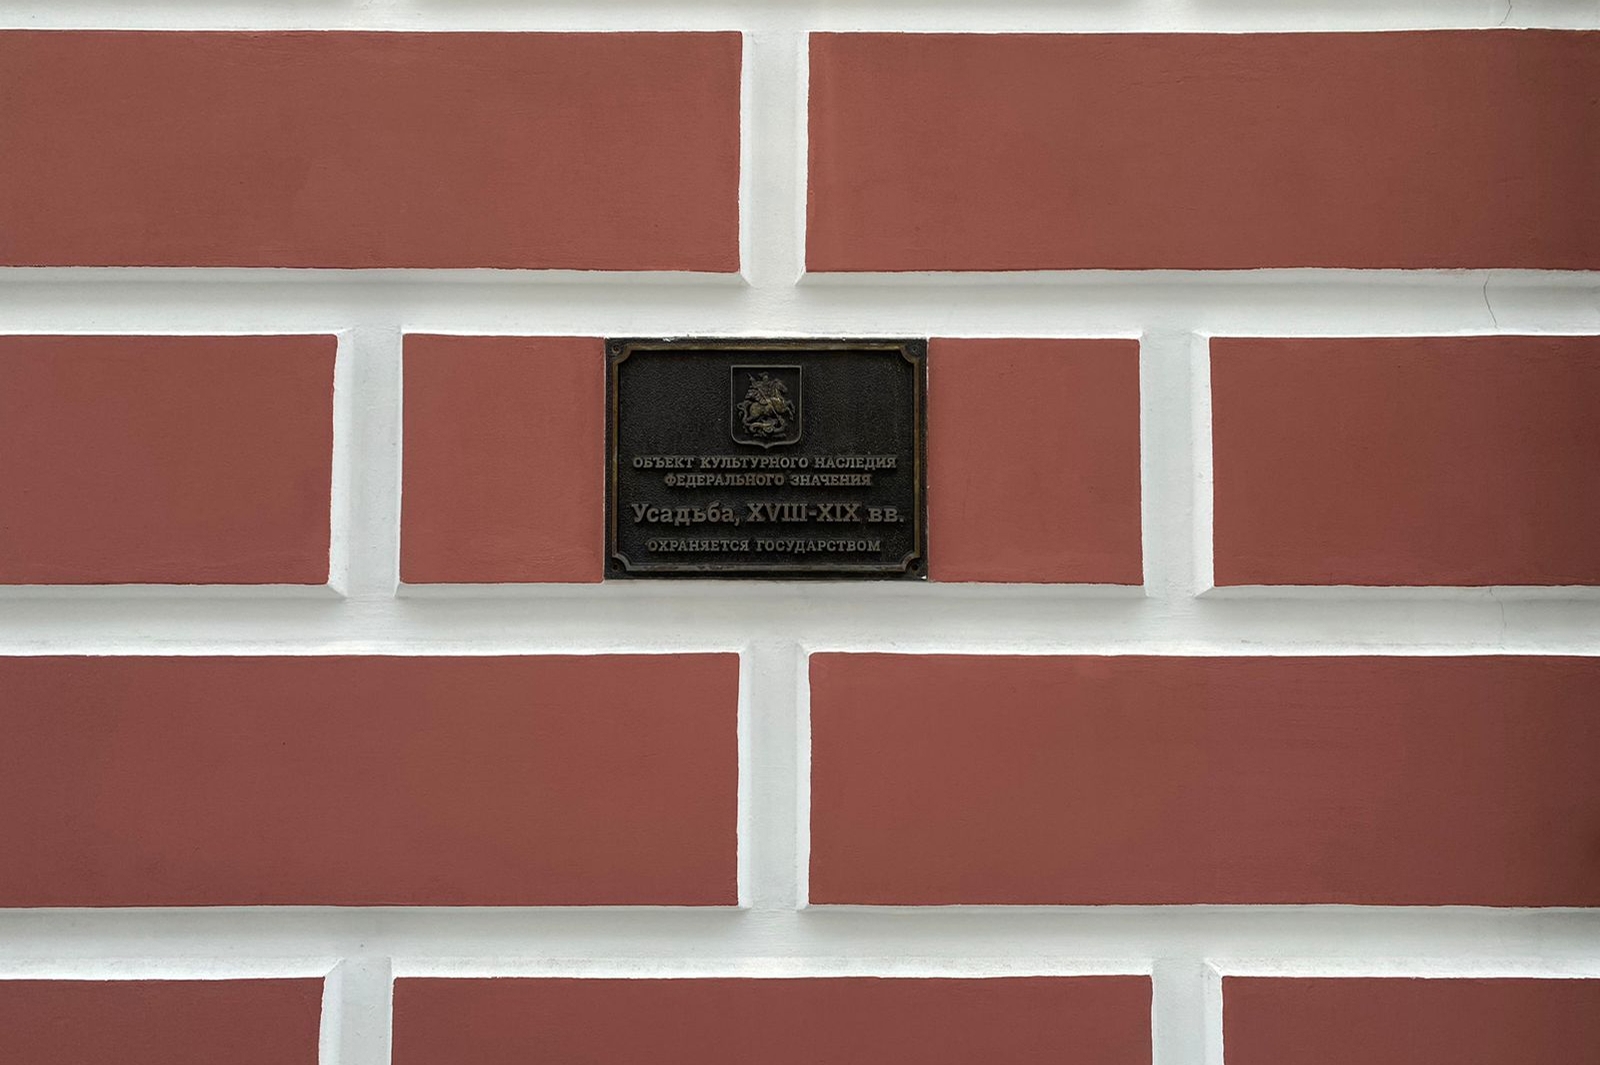 ОБЪЕКТ КУЛЬТУРНОГО НАСЛЕДИЯ
ФЕДЕРАЛЬНОГО ЗНАЧЕНИЯ
Усадьба, XVIII-XIX вв.
ОХРАНЯЕТСЯ ГОСУДАРСТВОМ